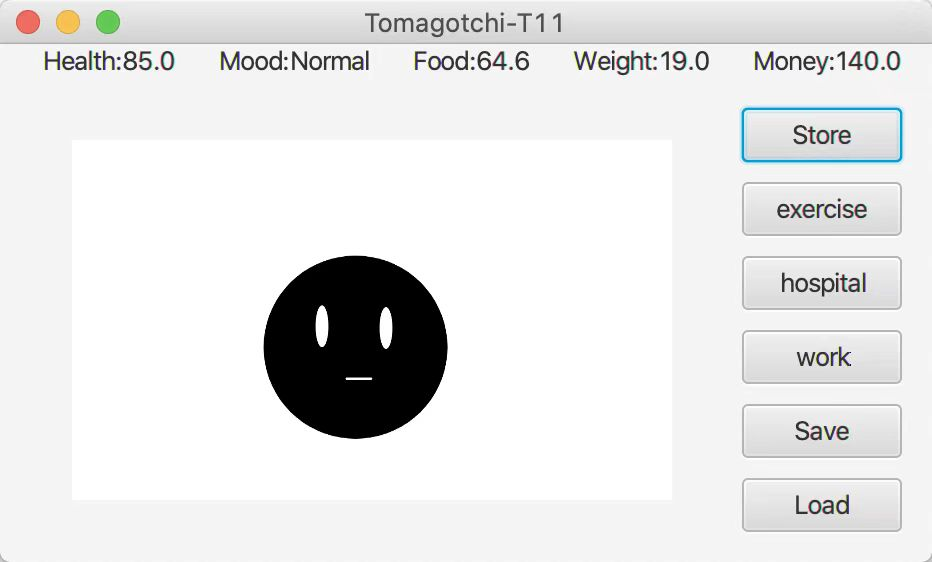 Tomagotchi-T11
Health:85.0 Mood:Normal Food:64.6 Weight:19.0 Money:140.0
Store
exercise
hospital
work
Save
Load